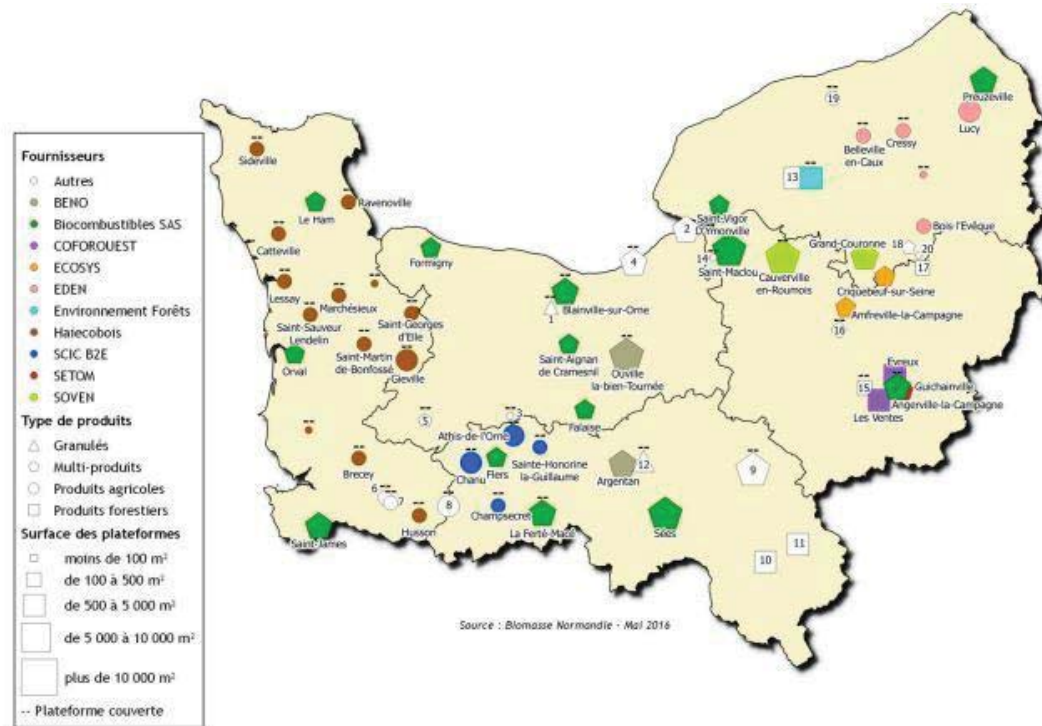 Fournisseurs
Autres
BENO
Biocombustibles SAS
COFOROUEST
ECOSYS
EDEN
Environnement Forêts
Haiecobois
SCIC B2E
SETOM
SOVEN
Type de produits
Granulés
Multi-produits
Produits agricoles
Produits forestiers
Surface des plateformes
moins de 100 m²
de 100 à 500 m²
de 500 à 5 000 m²
de 5 000 à 10 000 m²
plus de 10 000 m²
-- Plateforme couverte
Sideville
Le Ham
Ravenoville
Catteville
Lessay
Marchésieux
Saint-Sauveur
Lendelin
Saint-Georges
d'Elle
Saint-Martin
de-Bonfossé
Gieville
Orval
Formigny
Brecey
6
7
Husson
8
Saint-James
5
3
Athis-de-l'Orne
Chanu
Flers
Sainte-Honorine
la-Guillaume
Champsecret
La Ferté-Macé
Falaise
Argentan
12
Sées
9
10
11
4
Blainville-sur-Orne
1
Saint-Aignan
de Cramesnil
Ouville
la-bien-Tournée
2
14
Saint-Vigor
D'Ymonville
Saint-Maclou
Cauverville
en-Roumois
Grand-Couronne
18
20
17
Criquebeuf-sur-Seine
Amfreville-la-Campagne
16
Evreux
15
Guichainville
Les Ventes
Angerville-la-Campagne
19
Preuzeville
Lucy
Belleville
en-Caux
Cressy
13
Bois l'Evêque
Source : Biomasse Normandie - Mai 2016